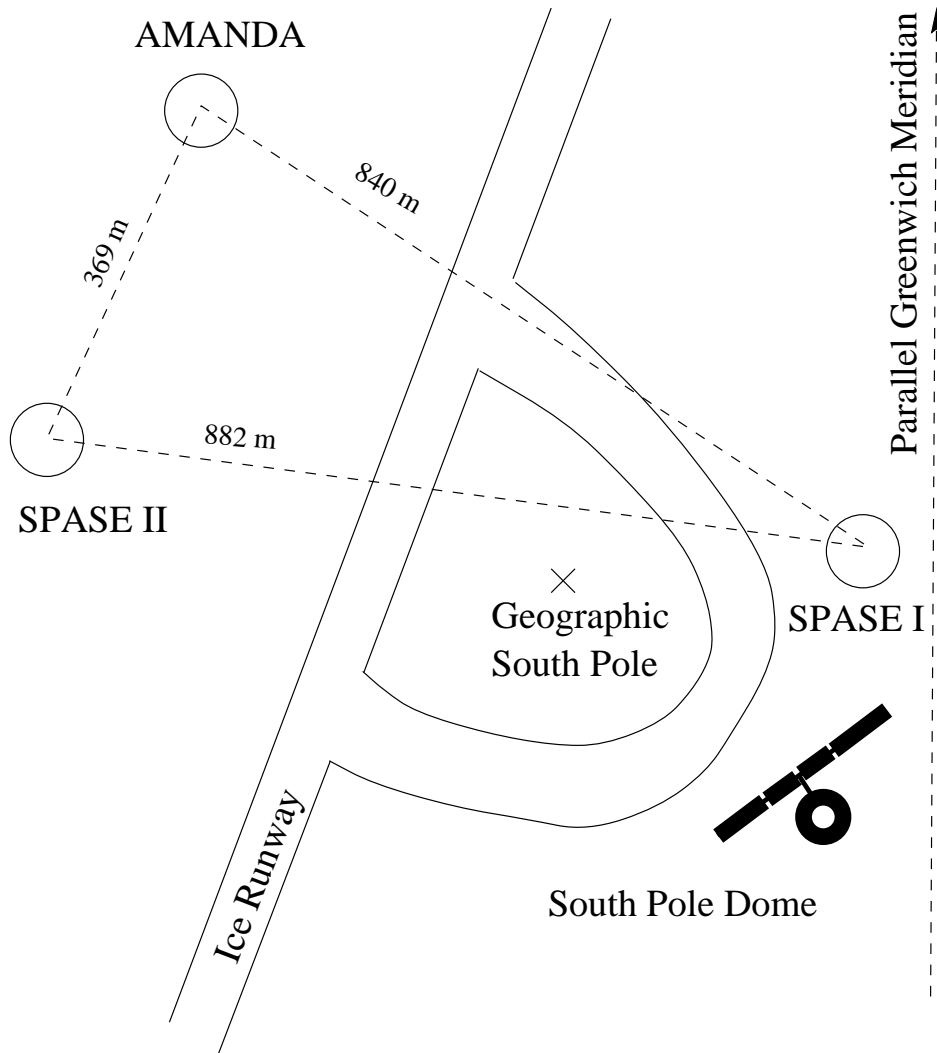 AMANDA
Parallel Greenwich Meridian
840 m
369 m
882 m
SPASE II
Geographic
South Pole
SPASE I
Ice Runway
South Pole Dome